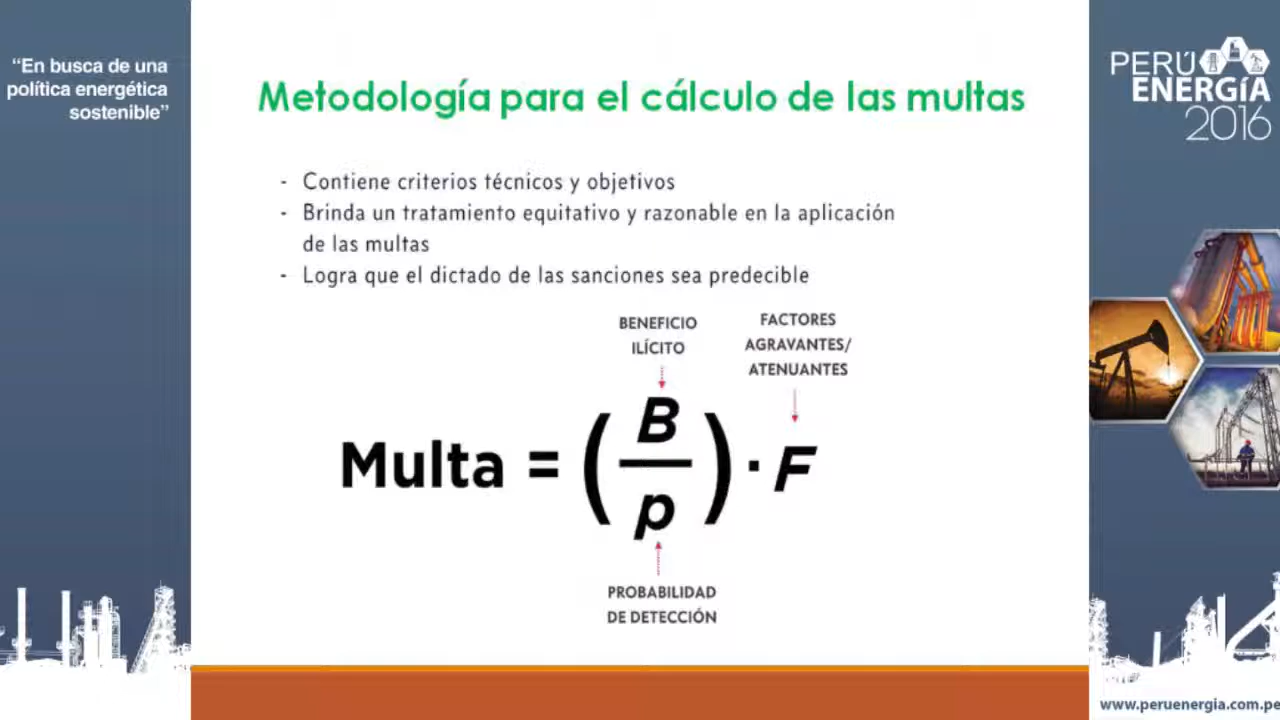 “En busca de una
política energética
sostenible”
PERÚ
ENERGÍA
2016
Metodología para el cálculo de las multas
- Contiene criterios técnicos y objetivos
- Brinda un tratamiento equitativo y razonable en la aplicación
de las multas
- Logra que el dictado de las sanciones sea predecible
BENEFICIO
ILÍCITO
FACTORES
AGRAVANTES/
ATENUANTES
Multa = (B/p) · F
PROBABILIDAD
DE DETECCIÓN
www.peruenergia.com.pe